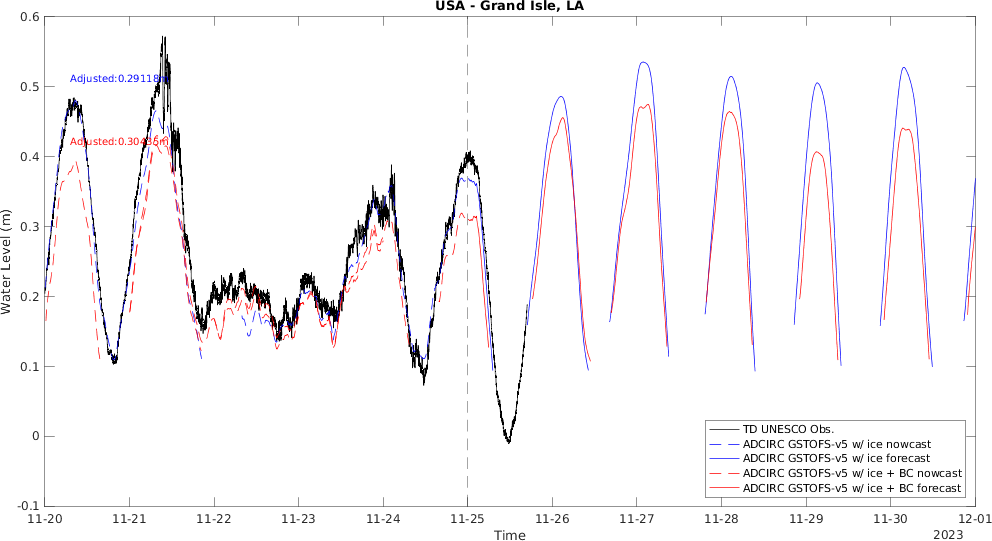 USA - Grand Isle, LA
0.6
0.5
0.4
0.3
0.2
0.1
0
-0.1
Water Level (m)
Adjusted:0.29118m
Adjusted:0.30435m
TD UNESCO Obs.
ADCIRC GSTOFS-v5 w/ ice nowcast
ADCIRC GSTOFS-v5 w/ ice forecast
ADCIRC GSTOFS-v5 w/ ice + BC nowcast
ADCIRC GSTOFS-v5 w/ ice + BC forecast
11-20 11-21 11-22 11-23 11-24 11-25 11-26 11-27 11-28 11-29 11-30 12-01
Time
2023